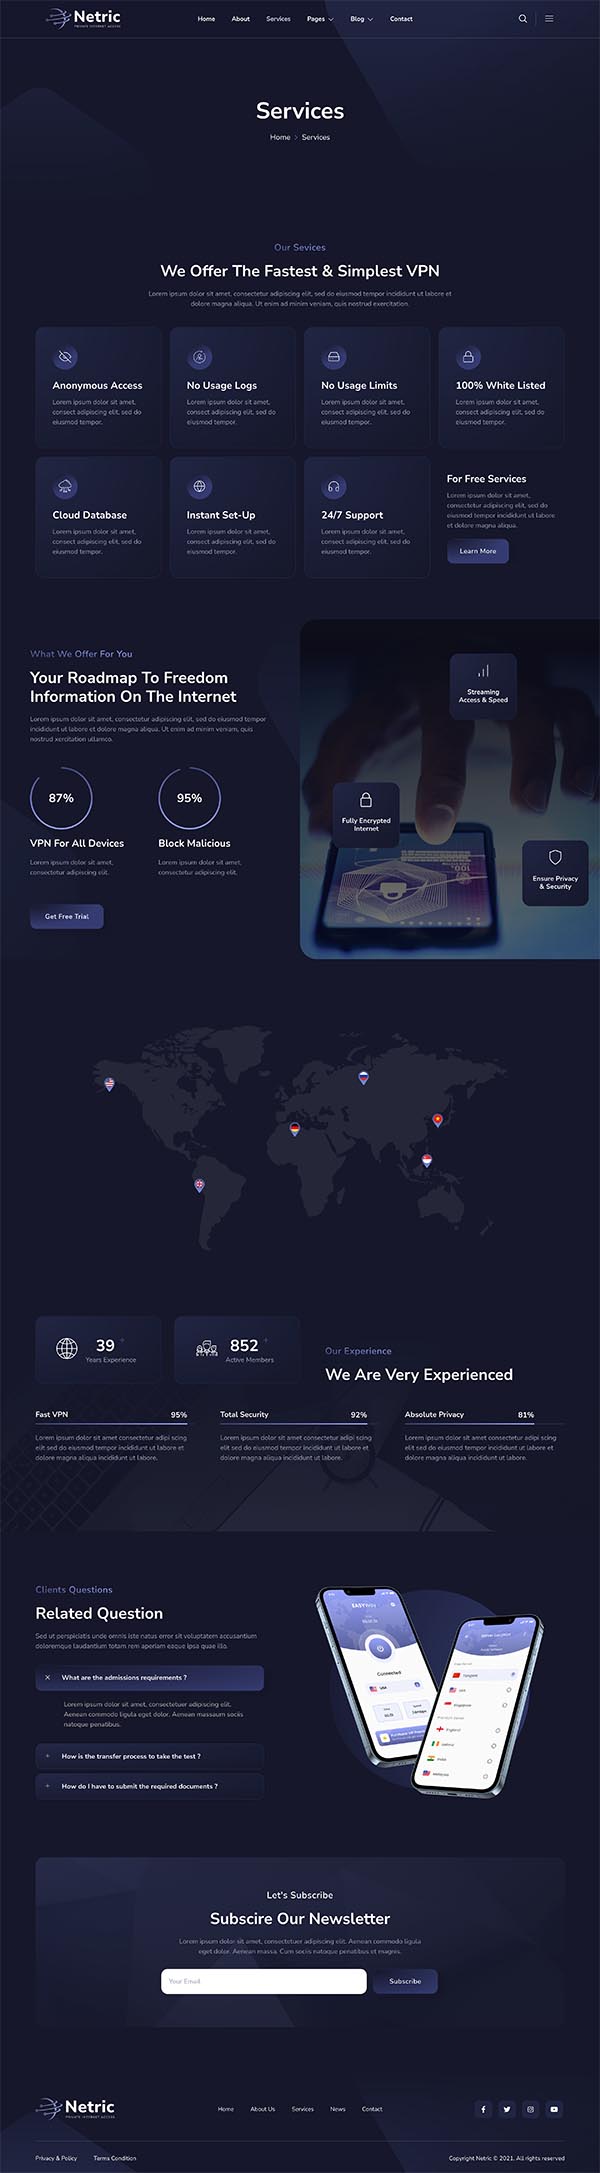 Netric
PRIVATE INTERNET ACCESS
Home About Services Pages Blog Contact
Services
Home > Services
Our Sevices
We Offer The Fastest & Simplest VPN
Lorem ipsum dolor sit amet, consectetur adipiscing elit, sed do eiusmod tempor incididunt ut labore et
dolore magna aliqua. Ut enim ad minim veniam, quis nostrud exercitation.
Anonymous Access
Lorem ipsum dolor sit amet,
consect adipiscing elit, sed do
eiusmod tempor.
No Usage Logs
Lorem ipsum dolor sit amet,
consect adipiscing elit, sed do
eiusmod tempor.
No Usage Limits
Lorem ipsum dolor sit amet,
consect adipiscing elit, sed do
eiusmod tempor.
100% White Listed
Lorem ipsum dolor sit amet,
consect adipiscing elit, sed do
eiusmod tempor.
Cloud Database
Lorem ipsum dolor sit amet,
consect adipiscing elit, sed do
eiusmod tempor.
Instant Set-Up
Lorem ipsum dolor sit amet,
consect adipiscing elit, sed do
eiusmod tempor.
24/7 Support
Lorem ipsum dolor sit amet,
consect adipiscing elit, sed do
eiusmod tempor.
For Free Services
Lorem ipsum dolor sit amet,
consectetur adipiscing elit, sed do
eiusmod tempor incididunt ut labore
et dolore magna aliqua.
Learn More
What We Offer For You
Your Roadmap To Freedom
Information On The Internet
Lorem ipsum dolor sit amet, consectetur adipiscing elit, sed do eiusmod tempor
incididunt ut labore et dolore magna aliqua. Ut enim ad minim veniam, quis
nostrud xercitation ullamco.
87%
VPN For All Devices
Lorem ipsum dolor sit amet,
consectetur adipiscing elit.
95%
Block Malicious
Lorem ipsum dolor sit amet,
consectetur adipiscing elit.
Get Free Trial
Streaming
Access & Speed
Fully Encrypted
Internet
Ensure Privacy
& Security
39 +
Years Experience
852 +
Active Members
Our Experience
We Are Very Experienced
Fast VPN 95%
Lorem ipsum dolor sit amet consectetur adipi scing
elit sed do eiusmod tempor incididunt ut labore et
dolore magna aliqua incididunt ut labore.
Total Security 92%
Lorem ipsum dolor sit amet consectetur adipi scing
elit sed do eiusmod tempor incididunt ut labore et
dolore magna aliqua incididunt ut labore.
Absolute Privacy 81%
Lorem ipsum dolor sit amet consectetur adipi scing
elit sed do eiusmod tempor incididunt ut labore et
dolore magna aliqua incididunt ut labore.
Clients Questions
Related Question
Sed ut perspiciatis unde omnis iste natus error sit voluptatem accusantium
doloremque laudantium totam rem aperiam eaque ipsa quae illo.
What are the admissions requirements ?
Lorem ipsum dolor sit amet, consectetuer adipiscing elit.
Aenean commodo ligula eget dolor. Aenean massaum sociis
natoque penatibus.
+ How is the transfer process to take the test ?
+ How do I have to submit the required documents ?
Connected
USA
USA
Singapore
England
India
Malaysia
Let's Subscribe
Subscire Our Newsletter
Lorem ipsum dolor sit amet, consectetuer adipiscing elit. Aenean commodo ligula
eget dolor. Aenean massa. Cum sociis natoque penatibus et magnis.
Your Email
Subscribe
Netric
PRIVATE INTERNET ACCESS
Home About Us Services News Contact
Privacy & Policy Terms Condition
Copyright Netric © 2021. All rights reserved